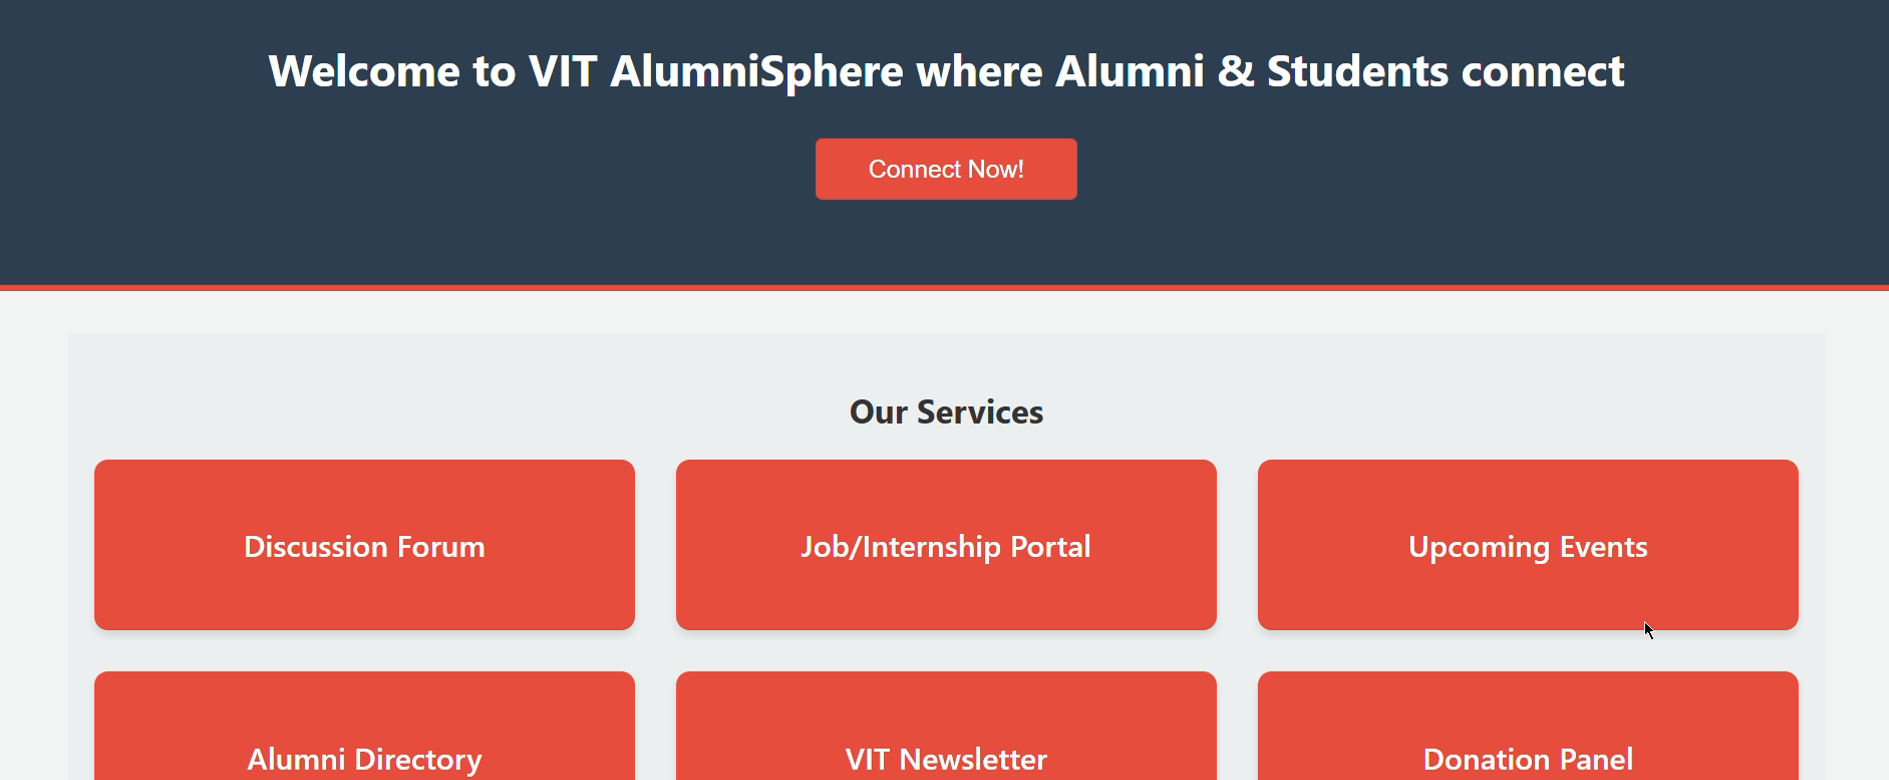 Welcome to VIT AlumniSphere where Alumni & Students connect
Connect Now!
Our Services
Discussion Forum
Job/Internship Portal
Upcoming Events
Alumni Directory
VIT Newsletter
Donation Panel